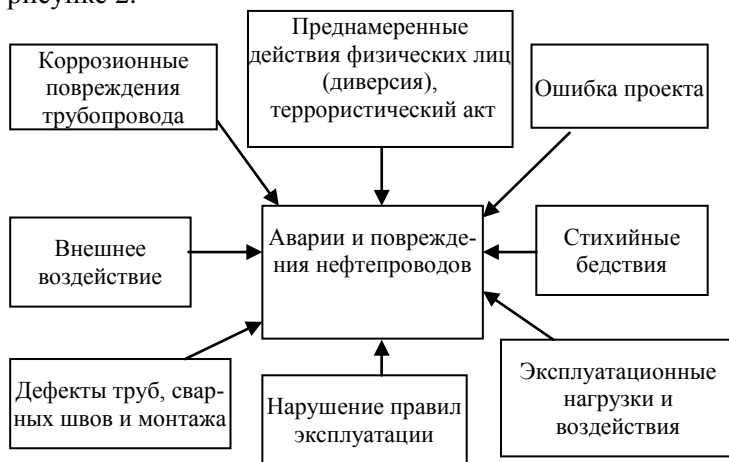 рисунке 2.
Преднамеренные
действия физических лиц
(диверсия),
террористический акт
Коррозионные
повреждения
трубопровода
Ошибка проекта
Внешнее
воздействие
Аварии и поврежде-
ния нефтепроводов
Стихийные
бедствия
Дефекты труб, свар-
ных швов и монтажа
Нарушение правил
эксплуатации
Эксплуатационные
нагрузки и
воздействия